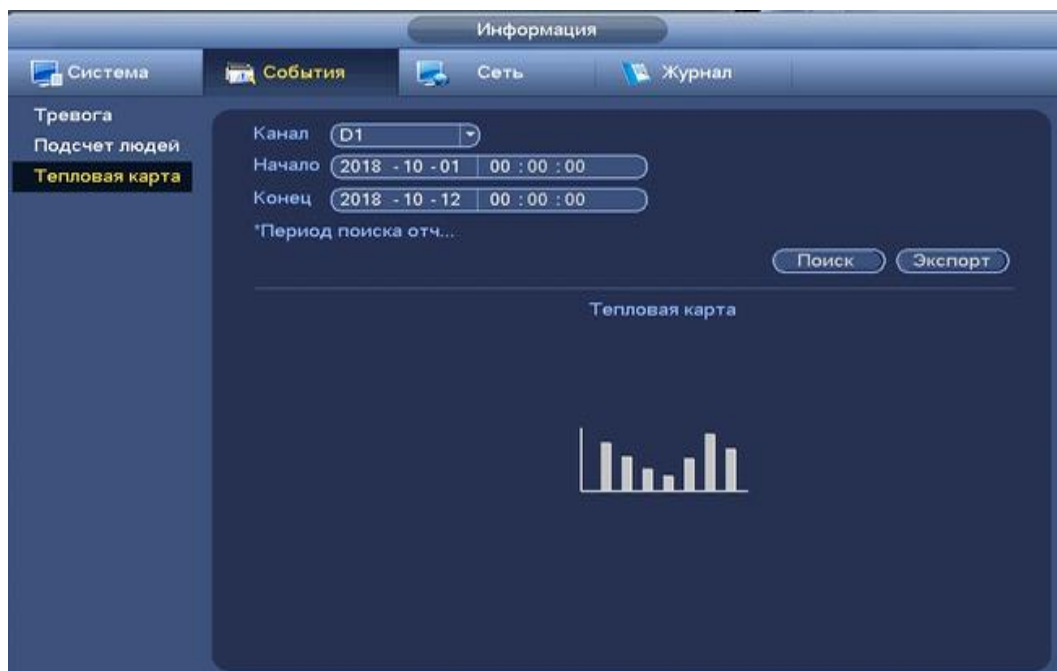 Информация
Система События Сеть Журнал
Тревога
Подсчет людей
Тепловая карта
Канал D1
Начало 2018 - 10 - 01 00 : 00 : 00
Конец 2018 - 10 - 12 00 : 00 : 00
*Период поиска отч...
Поиск Экспорт
Тепловая карта